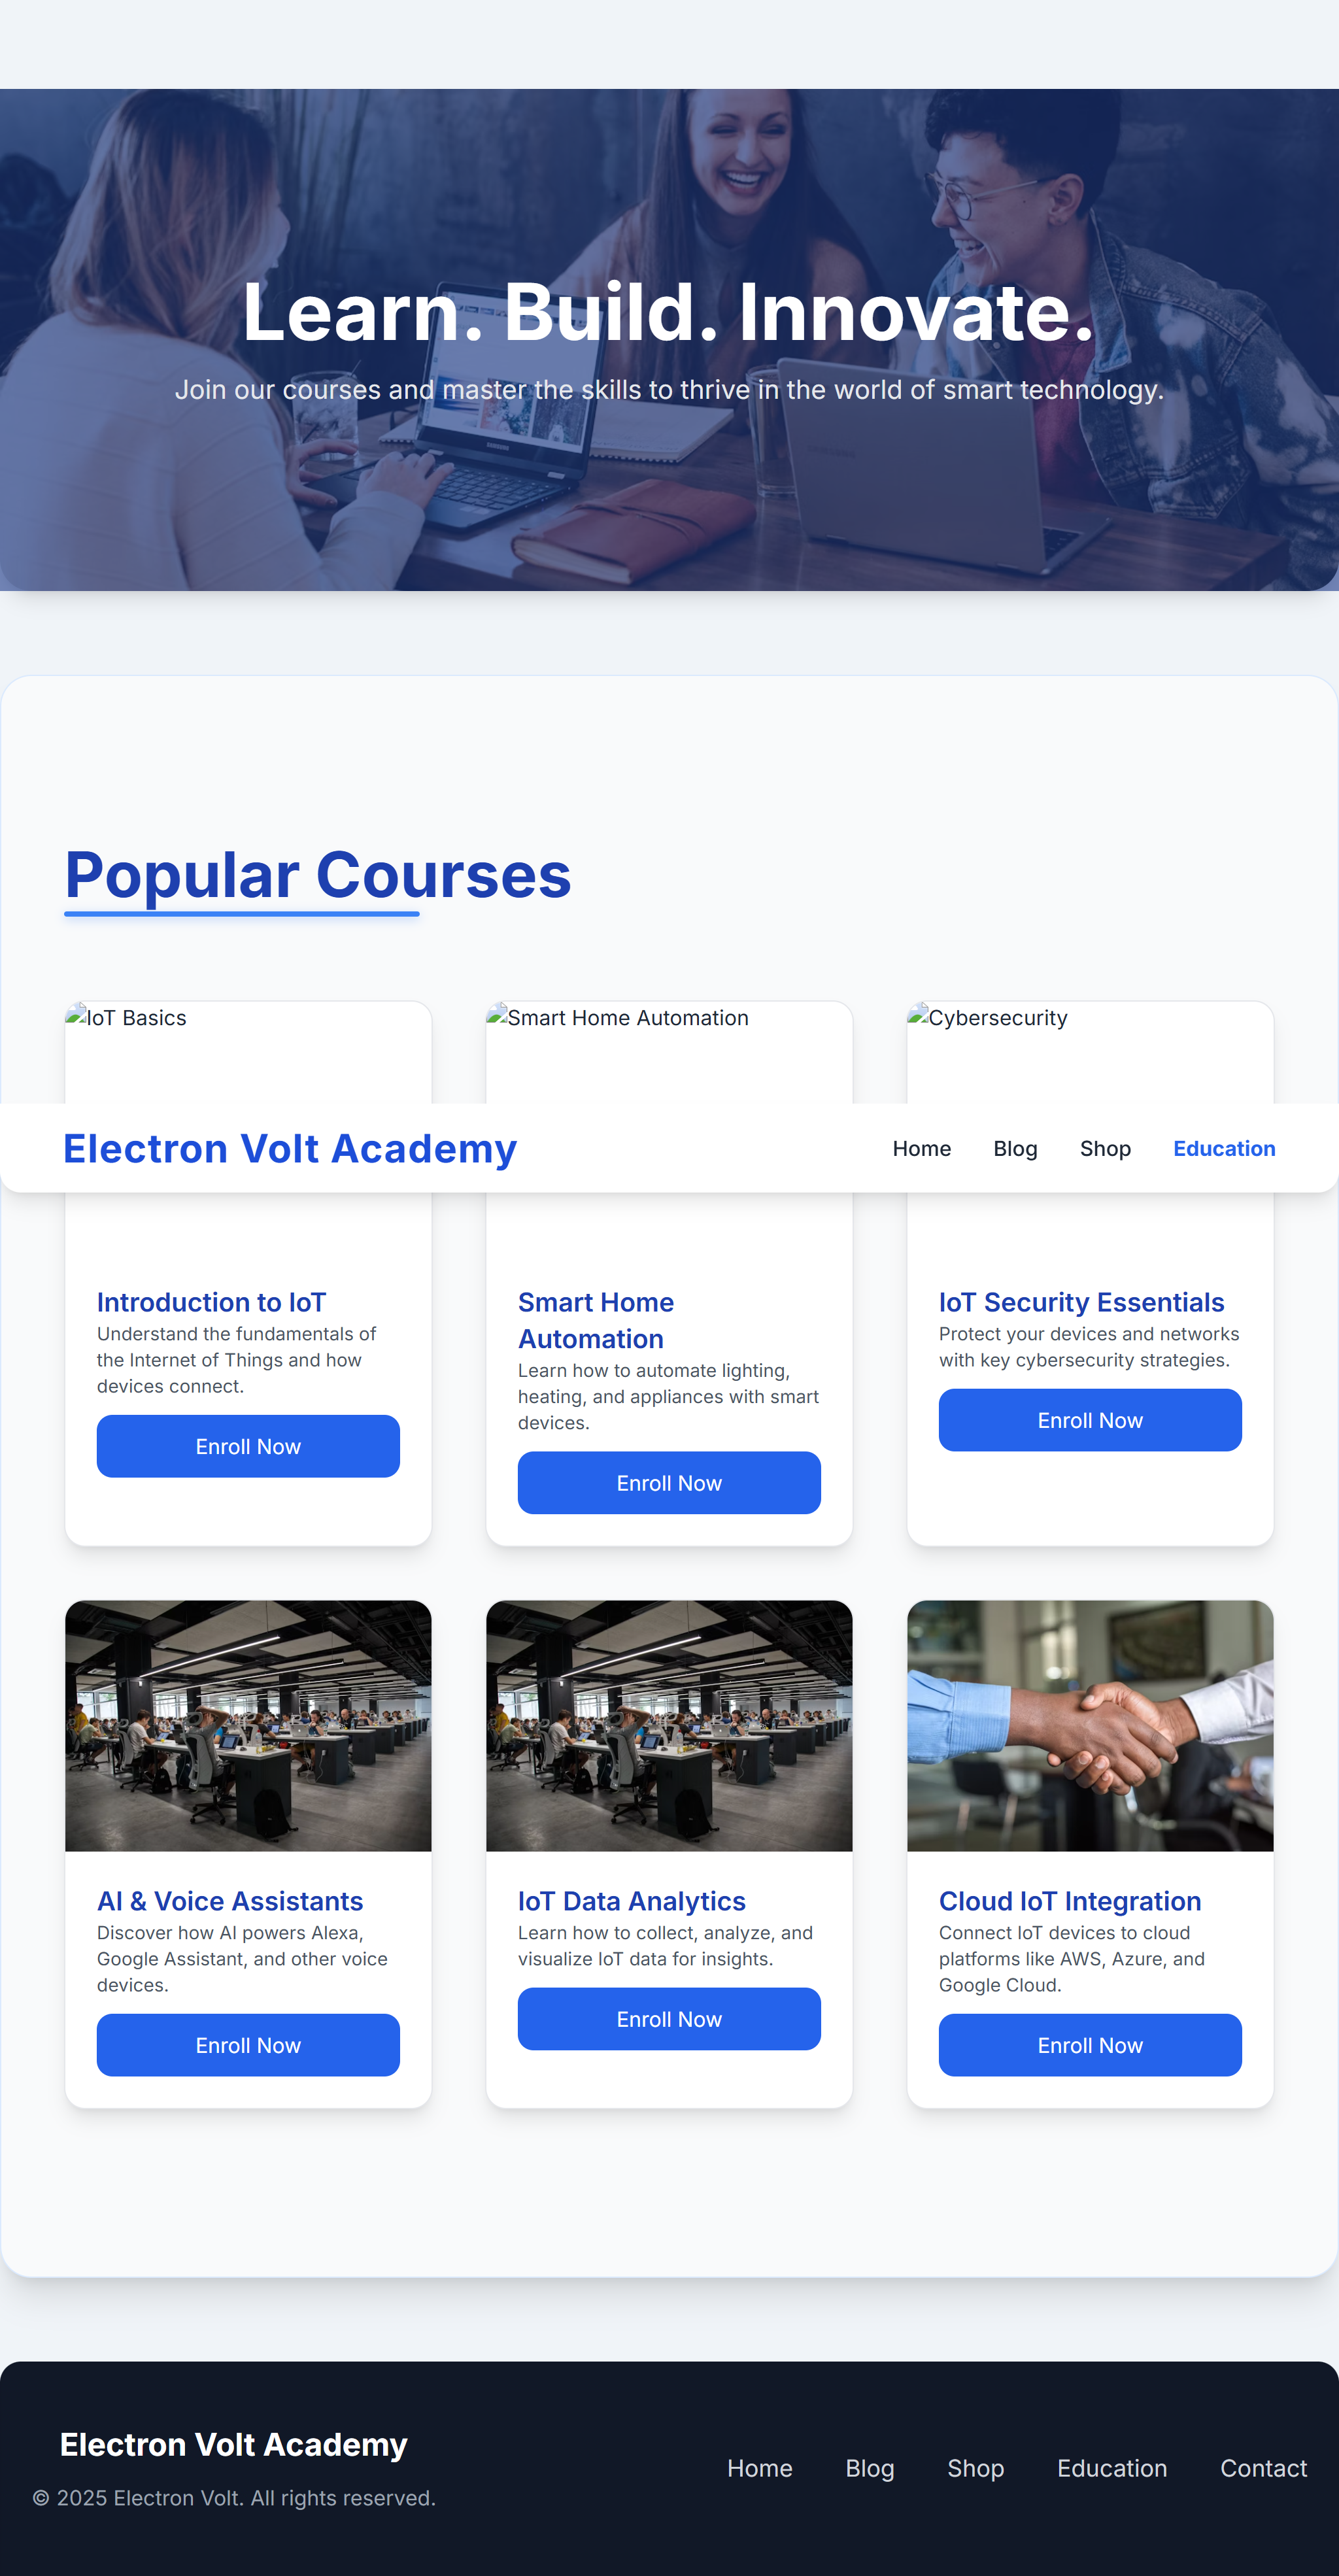 Learn. Build. Innovate.
Join our courses and master the skills to thrive in the world of smart technology.
Popular Courses
IoT Basics
Smart Home Automation
Cybersecurity
Electron Volt Academy
Home
Blog
Shop
Education
Introduction to IoT
Understand the fundamentals of
the Internet of Things and how
devices connect.
Enroll Now
Smart Home
Automation
Learn how to automate lighting,
heating, and appliances with smart
devices.
Enroll Now
IoT Security Essentials
Protect your devices and networks
with key cybersecurity strategies.
Enroll Now
AI & Voice Assistants
Discover how AI powers Alexa,
Google Assistant, and other voice
devices.
Enroll Now
IoT Data Analytics
Learn how to collect, analyze, and
visualize IoT data for insights.
Enroll Now
Cloud IoT Integration
Connect IoT devices to cloud
platforms like AWS, Azure, and
Google Cloud.
Enroll Now
Electron Volt Academy
© 2025 Electron Volt. All rights reserved.
Home
Blog
Shop
Education
Contact